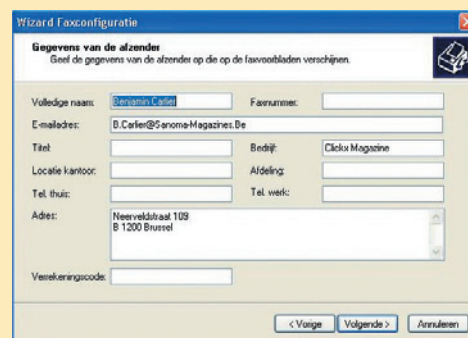 Wizard Faxconfiguratie
Gegevens van de afzender
Geef de gegevens van de afzender op die op de faxvoorbladen verschijnen.
Volledige naam: Benjamin Carlier Faxnummer:
E-mailadres: B.Carlier@Sanoma-Magazines.Be
Titel: Bedrijf: Clickx Magazine
Locatie kantoor: Afdeling:
Tel. thuis: Tel. werk:
Adres: Neerveldstraat 109
B 1200 Brussel
Verrekeningscode:
< Vorige Volgende > Annuleren